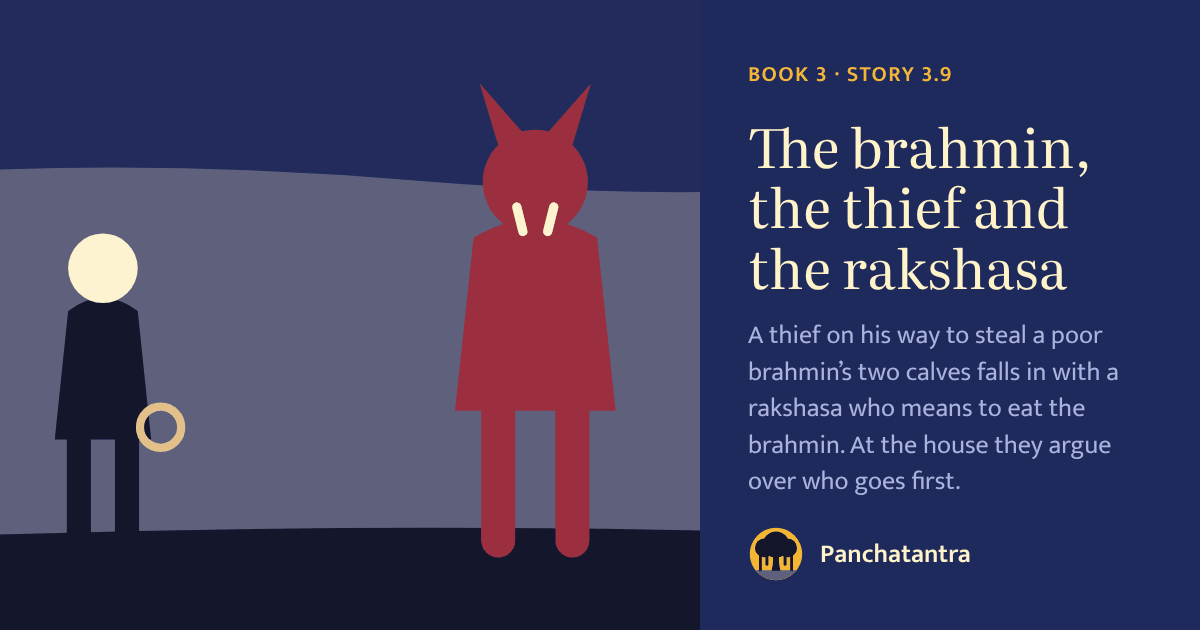 BOOK 3 · STORY 3.9
The brahmin,
the thief and
the rakshasa
A thief on his way to steal a poor
brahmin’s two calves falls in with a
rakshasa who means to eat the
brahmin. At the house they argue
over who goes first.
Panchatantra